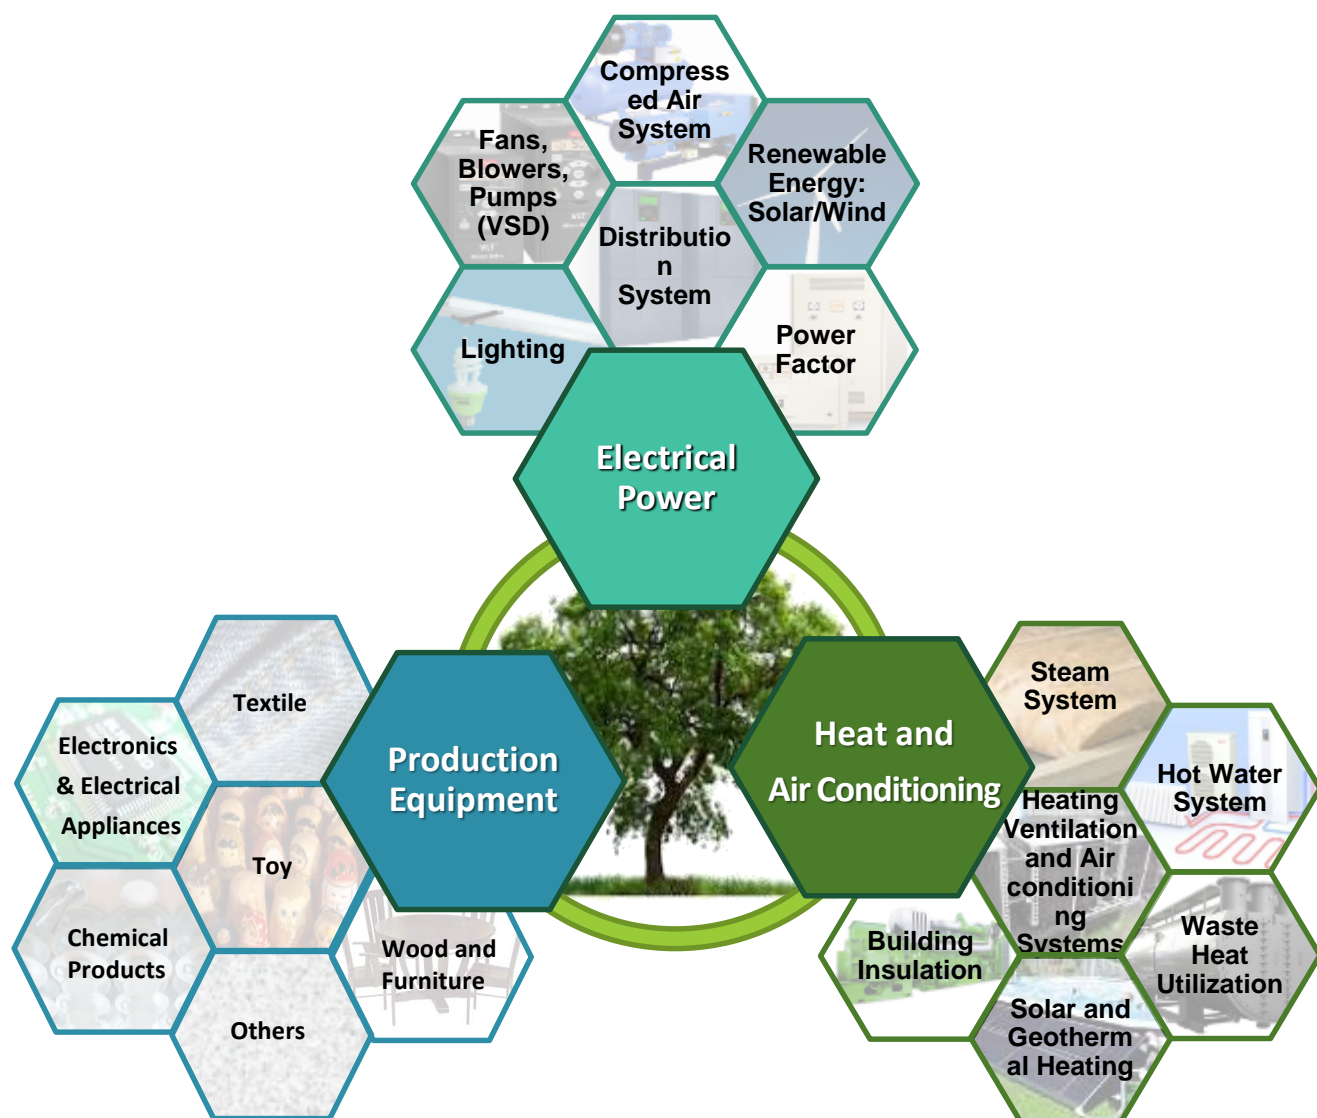 Compress
ed Air
System
Fans,
Blowers,
Pumps
(VSD)
Renewable
Energy:
Solar/Wind
Distributio
n
System
Lighting
Power
Factor
Electrical
Power
Textile
Electronics
& Electrical
Appliances
Production
Equipment
Toy
Chemical
Products
Wood and
Furniture
Others
Heat and
Air Conditioning
Steam
System
Hot Water
System
Heating
Ventilation
and Air
conditioni
ng
Systems
Building
Insulation
Waste
Heat
Utilization
Solar and
Geotherm
al Heating